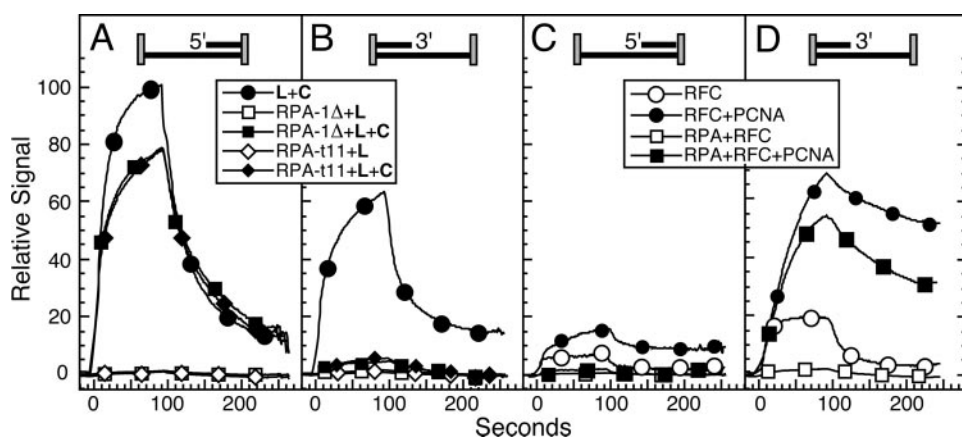 A
5'
B
3'
C
5'
D
3'
L+C
RPA-1Δ+L
RPA-1Δ+L+C
RPA-t11+L
RPA-t11+L+C
RFC
RFC+PCNA
RPA+RFC
RPA+RFC+PCNA
Relative Signal
100
80
60
40
20
0
0 100 200
0 100 200
0 100 200
0 100 200
Seconds